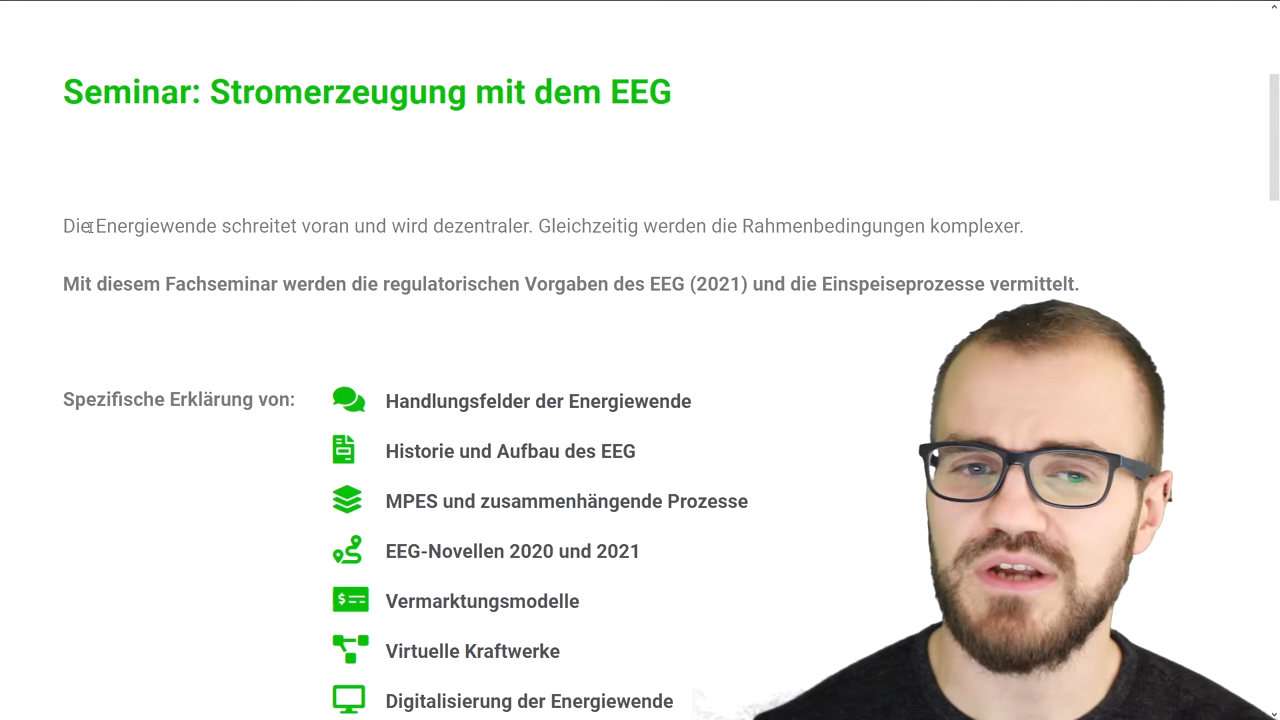 Seminar: Stromerzeugung mit dem EEG
Die Energiewende schreitet voran und wird dezentraler. Gleichzeitig werden die Rahmenbedingungen komplexer.
Mit diesem Fachseminar werden die regulatorischen Vorgaben des EEG (2021) und die Einspeiseprozesse vermittelt.
Spezifische Erklärung von:
Handlungsfelder der Energiewende
Historie und Aufbau des EEG
MPES und zusammenhängende Prozesse
EEG-Novellen 2020 und 2021
Vermarktungsmodelle
Virtuelle Kraftwerke
Digitalisierung der Energiewende